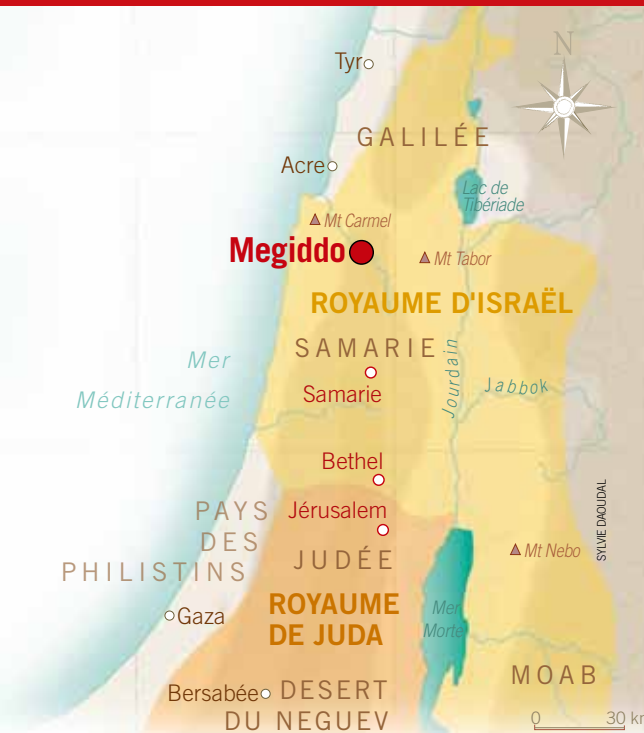 N
Tyr
GALILÉE
Acre
Lac de
Tibériade
Mt Carmel
Megiddo
Mt Tabor
ROYAUME D'ISRAËL
SAMARIE
Mer
Méditerranée
Jourdain
Jabbok
Samarie
Bethel
SYLVIE DAOUDAL
PAYS
DES
PHILISTINS
Jérusalem
JUDÉE
Mt Nebo
ROYAUME
DE JUDA
Gaza
Mer
Morte
MOAB
Bersabée
DESERT
DU NEGUEV
0 30 km